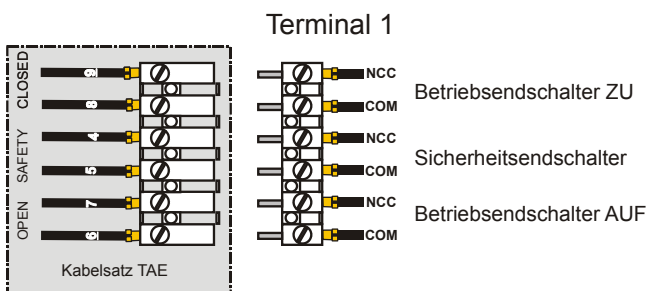 Terminal 1
CLOSED
SAFETY
OPEN
9
8
4
5
7
6
Kabelsatz TAE
NCC
COM
NCC
COM
NCC
COM
Betriebsendschalter ZU
Sicherheitsendschalter
Betriebsendschalter AUF